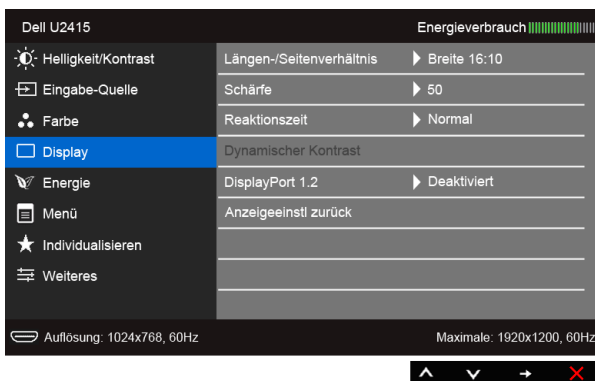 Dell U2415 Energieverbrauch
Helligkeit/Kontrast Längen-/Seitenverhältnis Breite 16:10
Eingabe-Quelle Schärfe 50
Farbe Reaktionszeit Normal
Display Dynamischer Kontrast
Energie DisplayPort 1.2 Deaktiviert
Menü Anzeigeeinstl zurück
Individualisieren
Weiteres
Auflösung: 1024x768, 60Hz Maximale: 1920x1200, 60Hz